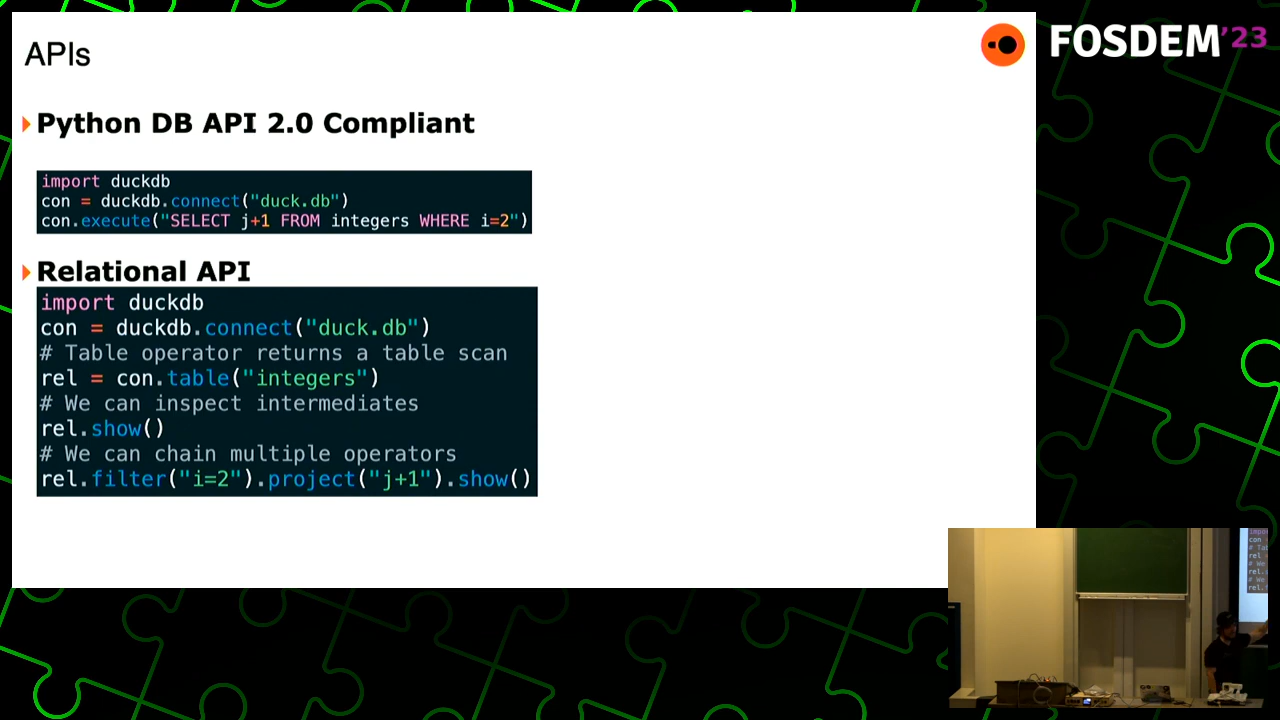 APIs
FOSDEM'23
Python DB API 2.0 Compliant
import duckdb
con = duckdb.connect("duck.db")
con.execute("SELECT j+1 FROM integers WHERE i=2")
Relational API
import duckdb
con = duckdb.connect("duck.db")
# Table operator returns a table scan
rel = con.table("integers")
# We can inspect intermediates
rel.show()
# We can chain multiple operators
rel.filter("i=2").project("j+1").show()